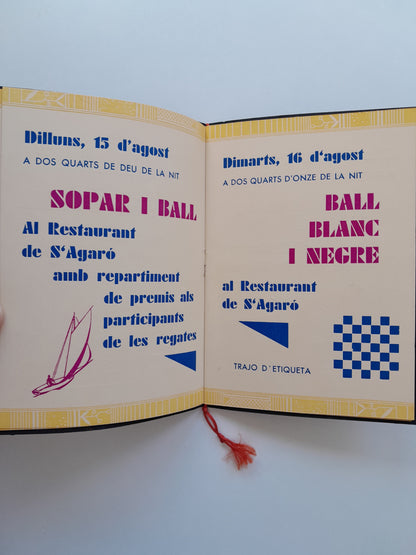 Dilluns, 15 d'agost
A DOS QUARTS DE DEU DE LA NIT
SOPAR I BALL
Al Restaurant
de S'Agaró
amb repartiment
de premis als
participants
de les regates
Dimarts, 16 d'agost
A DOS QUARTS D'ONZE DE LA NIT
BALL
BLANC
I NEGRE
al Restaurant
de S'Agaró
TRAJO D'ETIQUETA